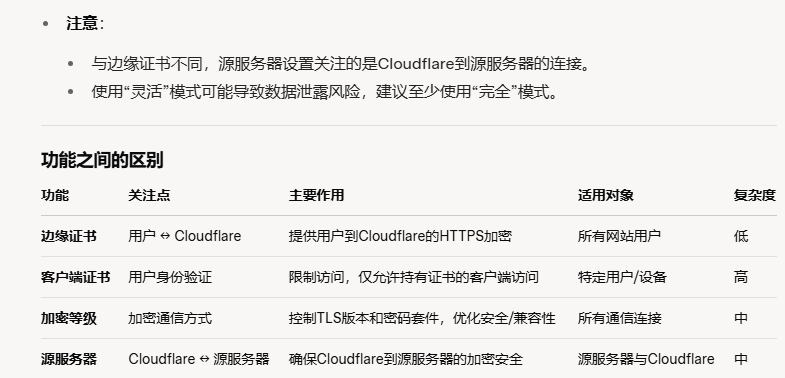 注意：
与边缘证书不同，源服务器设置关注的是Cloudflare到源服务器的连接。
使用“灵活”模式可能导致数据泄露风险，建议至少使用“完全”模式。
功能之间的区别
功能 关注点 主要作用 适用对象 复杂度
边缘证书 用户 ↔ Cloudflare 提供用户到Cloudflare的HTTPS加密 所有网站用户 低
客户端证书 用户身份验证 限制访问，仅允许持有证书的客户端访问 特定用户/设备 高
加密等级 加密通信方式 控制TLS版本和密码套件，优化安全/兼容性 所有通信连接 中
源服务器 Cloudflare ↔ 源服务器 确保Cloudflare到源服务器的加密安全 源服务器与Cloudflare 中